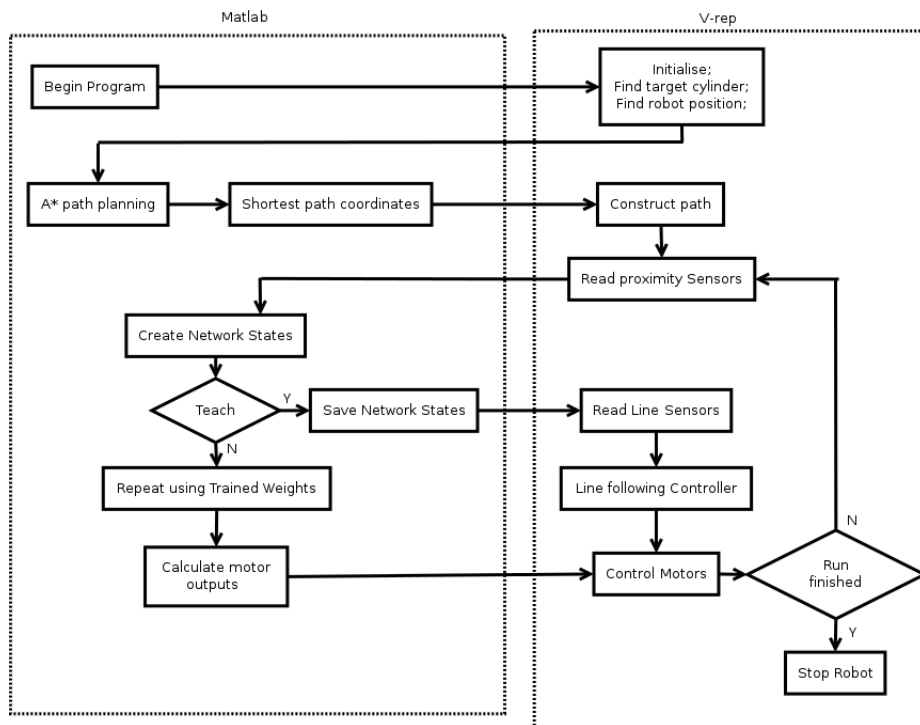 Matlab
V-rep
Begin Program
Initialise;
Find target cylinder;
Find robot position;
A* path planning
Shortest path coordinates
Construct path
Read proximity Sensors
Create Network States
Teach
Y
Save Network States
Read Line Sensors
N
Repeat using Trained Weights
Line following Controller
N
Calculate motor
outputs
Control Motors
Run
finished
Y
Stop Robot